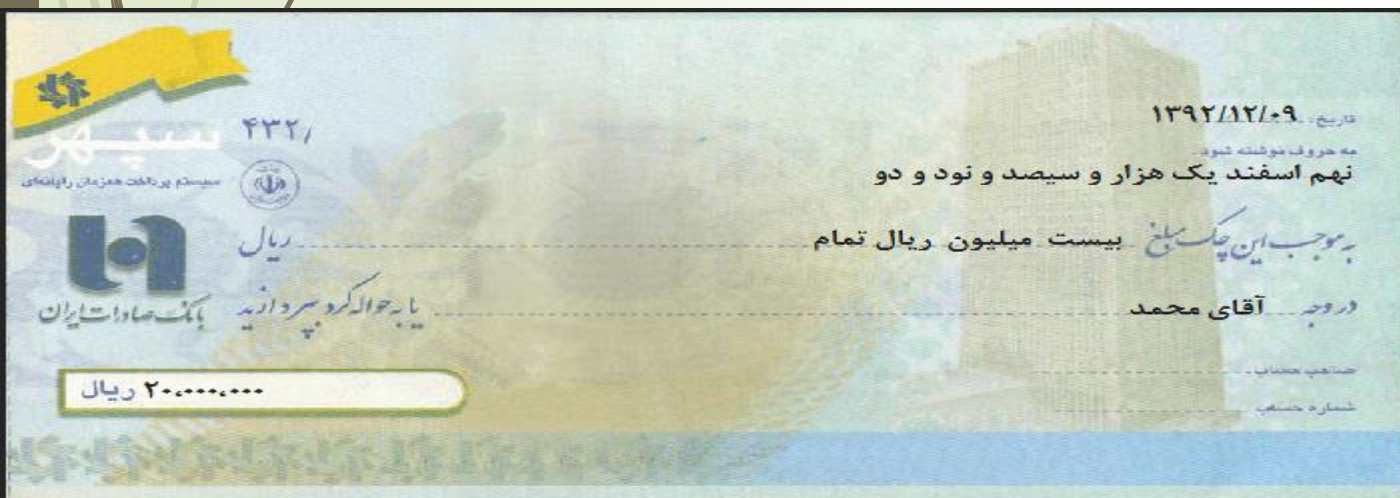 تاریخ: ۱۳۹۲/۱۲/۰۹
به حروف نوشته شود
نهم اسفند یک هزار و سیصد و نود و دو
به موجب این چک مبلغ بیست میلیون ریال تمام ریال
در وجه آقای محمد یا به حواله کرد بپردازید
صاحب حساب
شماره حساب
۴۳۲/
سپهر
سیستم پرداخت همزمان رایانه‌ای
بانک صادرات ایران
۲۰،۰۰۰،۰۰۰ ریال